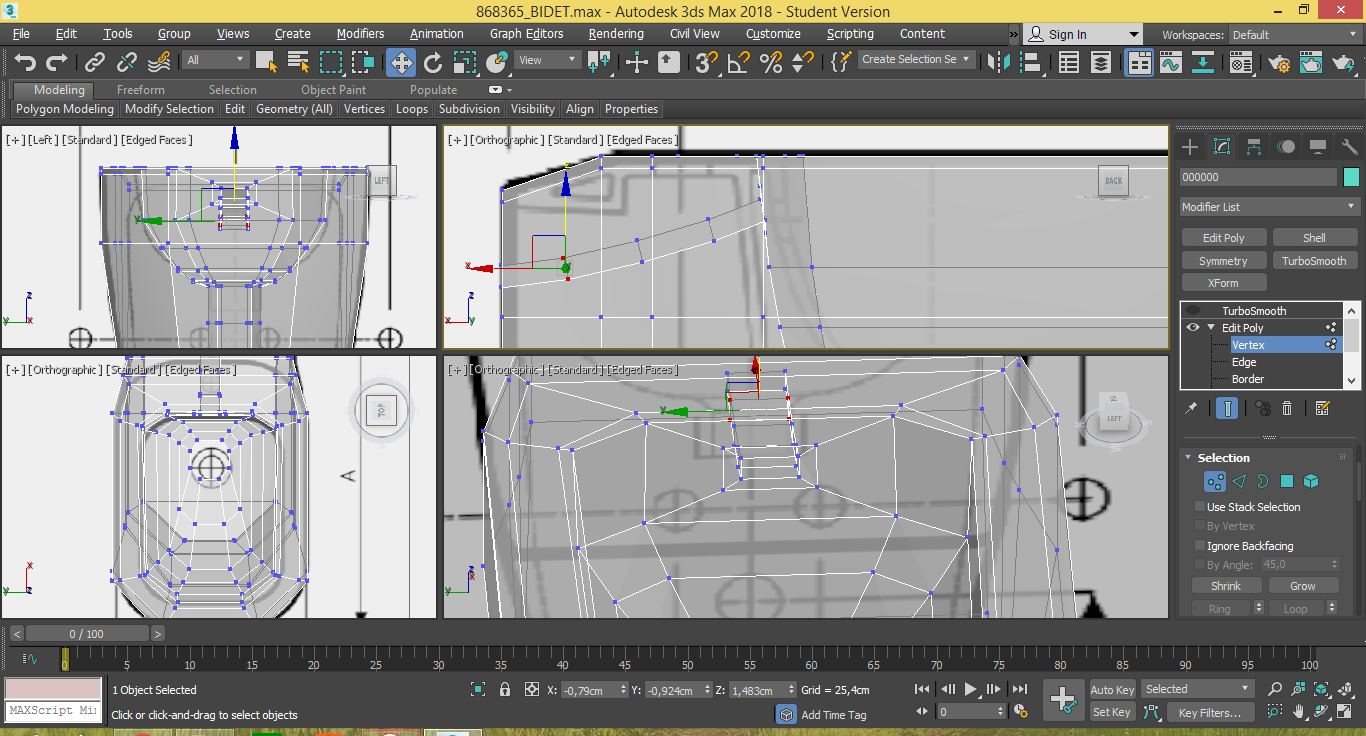 868365_BIDET.max - Autodesk 3ds Max 2018 - Student Version
File Edit Tools Group Views Create Modifiers Animation Graph Editors Rendering Civil View Customize Scripting Content » Sign In Workspaces: Default
All View Create Selection Se
Modeling Freeform Selection Object Paint Populate
Polygon Modeling Modify Selection Edit Geometry (All) Vertices Loops Subdivision Visibility Align Properties
[+] [Left] [Standard] [Edged Faces]
LEFT
[+] [Orthographic] [Standard] [Edged Faces]
BACK
[+] [Orthographic] [Standard] [Edged Faces]
TOP
A
[+] [Orthographic] [Standard] [Edged Faces]
LEFT
000000
Modifier List
Edit Poly Shell
Symmetry TurboSmooth
XForm
TurboSmooth
Edit Poly
Vertex
Edge
Border
Selection
Use Stack Selection
By Vertex
Ignore Backfacing
By Angle: 45,0
Shrink Grow
Ring Loop
< 0 / 100 >
0 5 10 15 20 25 30 35 40 45 50 55 60 65 70 75 80 85 90 95 100
1 Object Selected X: -0,79cm Y: -0,924cm Z: 1,483cm Grid = 25,4cm Auto Key Selected
MAXScript Mi
Click or click-and-drag to select objects Add Time Tag 0 Set Key Key Filters...